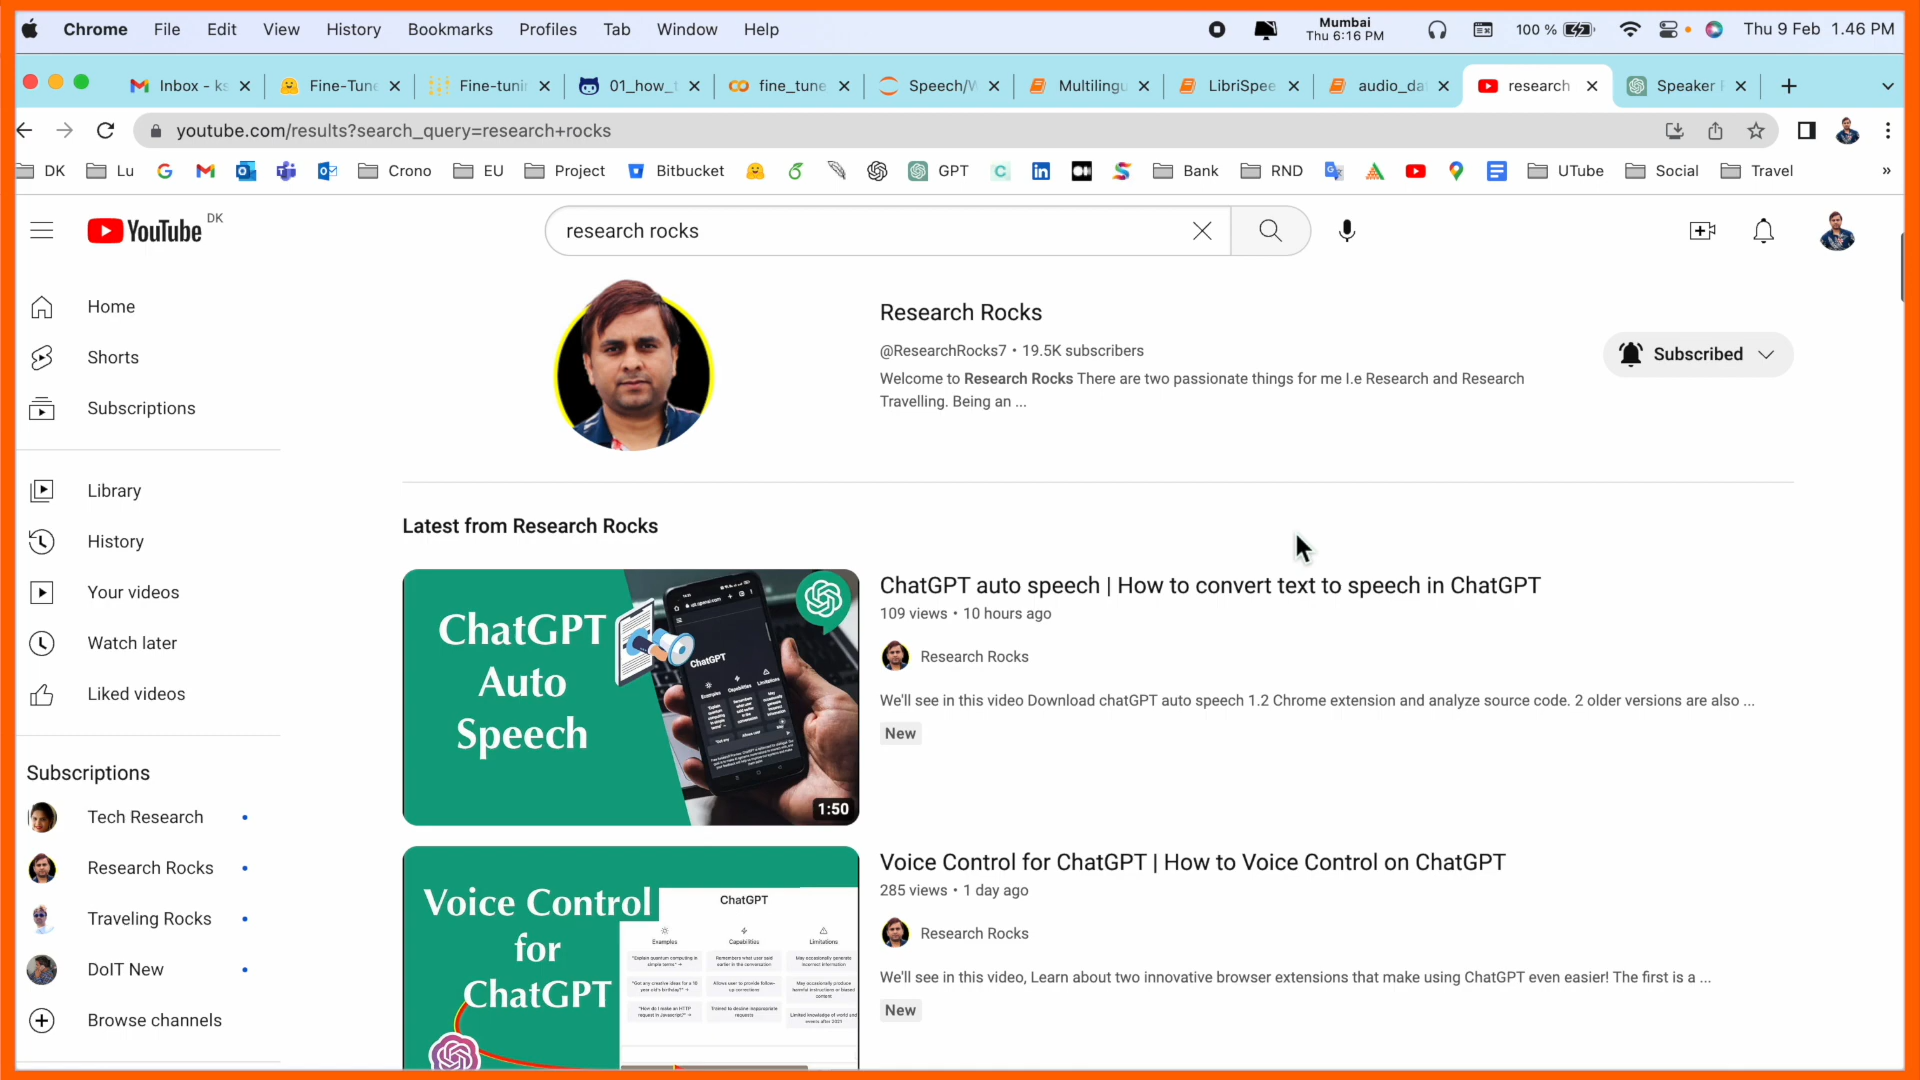 Chrome File Edit View History Bookmarks Profiles Tab Window Help
Mumbai
Thu 6:16 PM
100 %
Thu 9 Feb 1.46 PM
Inbox - ks
Fine-Tune
Fine-tunin
01_how_t
fine_tune
Speech/W
Multilingu
LibriSpee
audio_da
research
Speaker
youtube.com/results?search_query=research+rocks
DK Lu Crono EU Project Bitbucket GPT Bank RND UTube Social Travel »
YouTube DK
research rocks
Home
Shorts
Subscriptions
Library
History
Your videos
Watch later
Liked videos
Subscriptions
Tech Research
Research Rocks
Traveling Rocks
DoIT New
Browse channels
Research Rocks
@ResearchRocks7 • 19.5K subscribers
Welcome to Research Rocks There are two passionate things for me I.e Research and Research
Travelling. Being an ...
Subscribed
Latest from Research Rocks
ChatGPT
Auto
Speech
ChatGPT
Examples
Capabilities
Limitations
1:50
ChatGPT auto speech | How to convert text to speech in ChatGPT
109 views • 10 hours ago
Research Rocks
We'll see in this video Download chatGPT auto speech 1.2 Chrome extension and analyze source code. 2 older versions are also ...
New
Voice Control
for
ChatGPT
ChatGPT
Examples
Capabilities
Limitations
Voice Control for ChatGPT | How to Voice Control on ChatGPT
285 views • 1 day ago
Research Rocks
We'll see in this video, Learn about two innovative browser extensions that make using ChatGPT even easier! The first is a ...
New